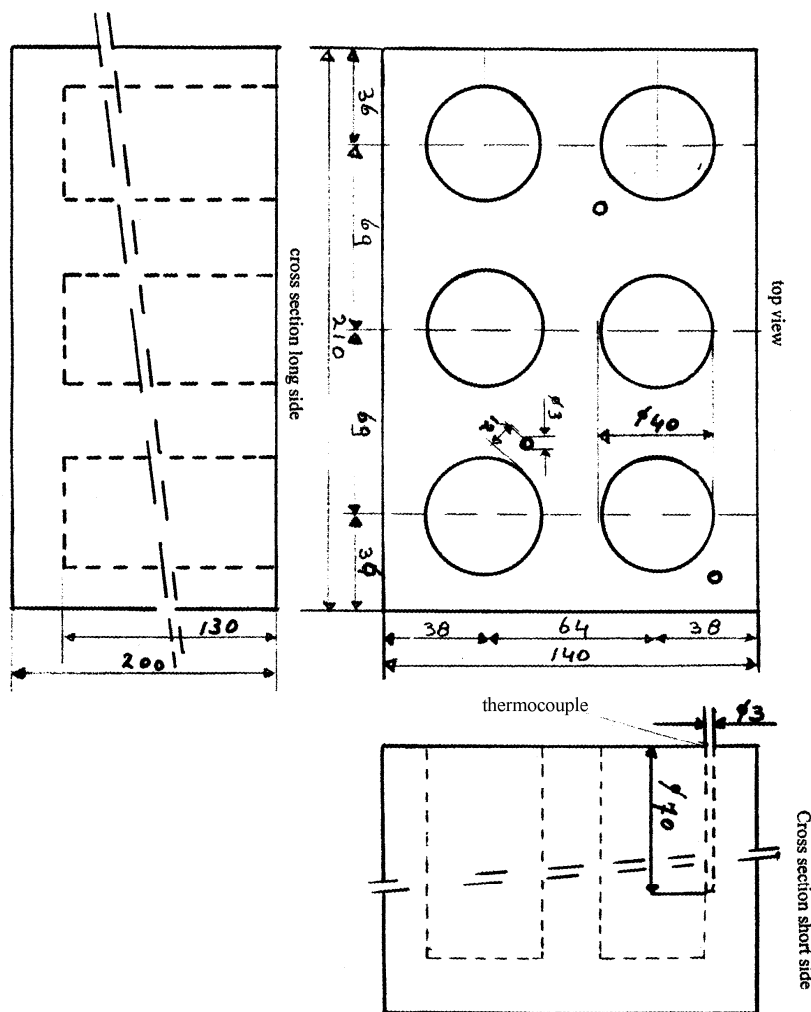 36
69
210
69
36
cross section long side
top view
ø3
ø40
130
200
38
64
38
140
thermocouple
ø3
ø70
Cross section short side